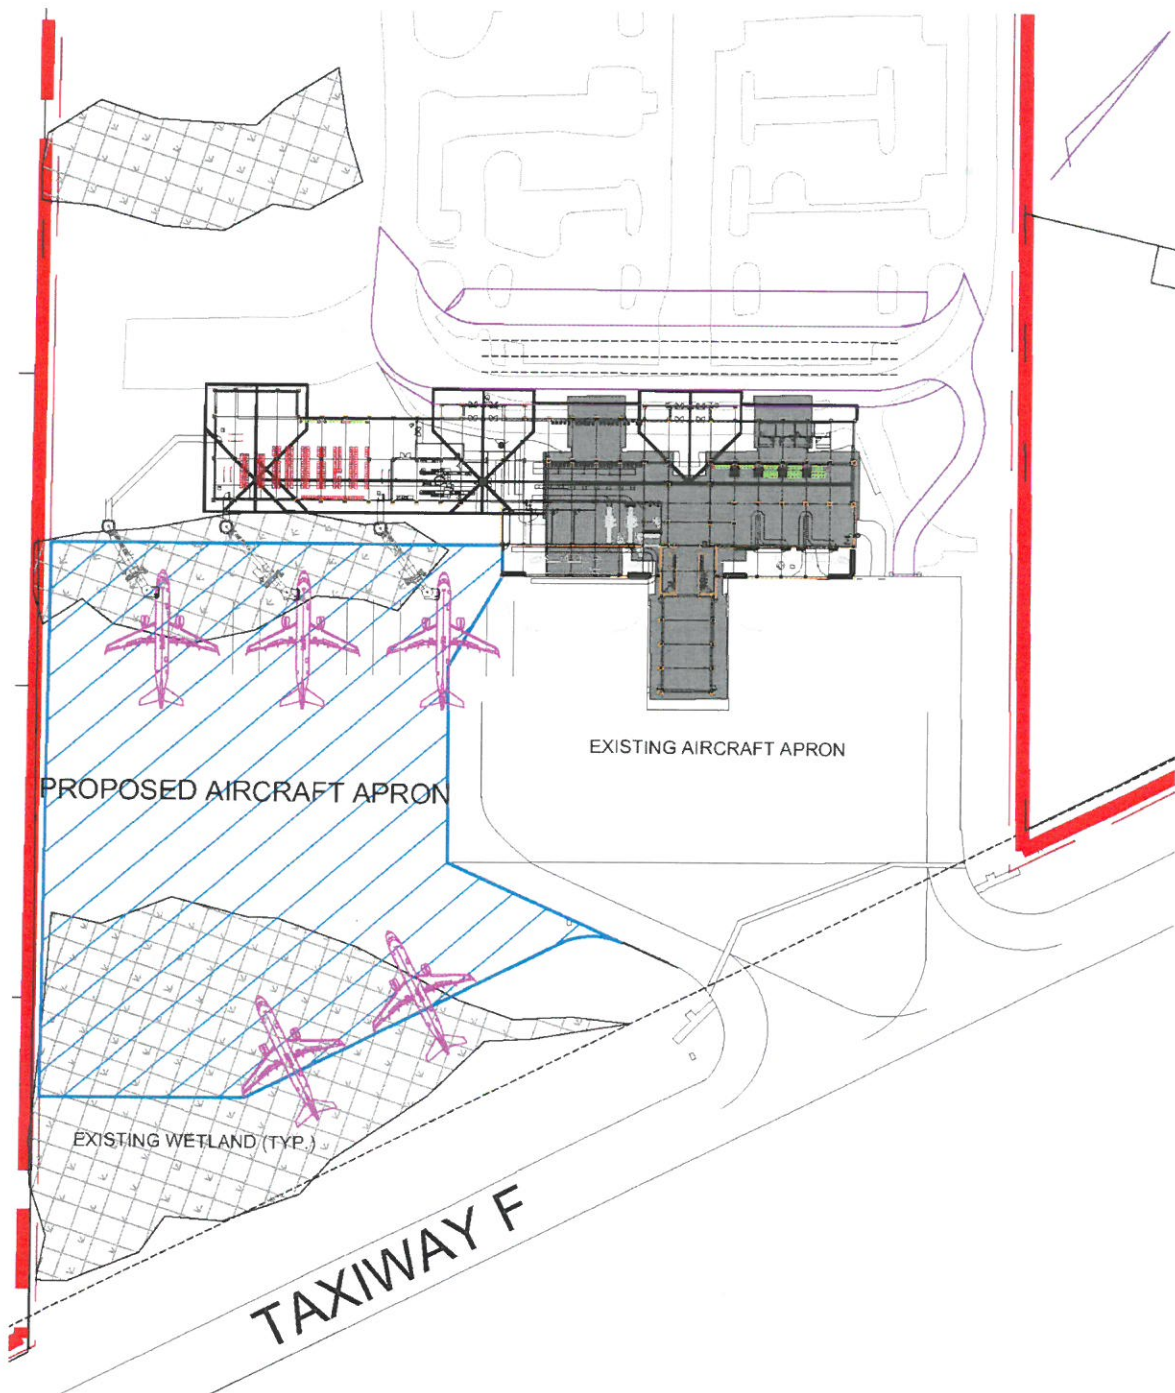 EXISTING AIRCRAFT APRON
PROPOSED AIRCRAFT APRON
EXISTING WETLAND (TYP.)
TAXIWAY F